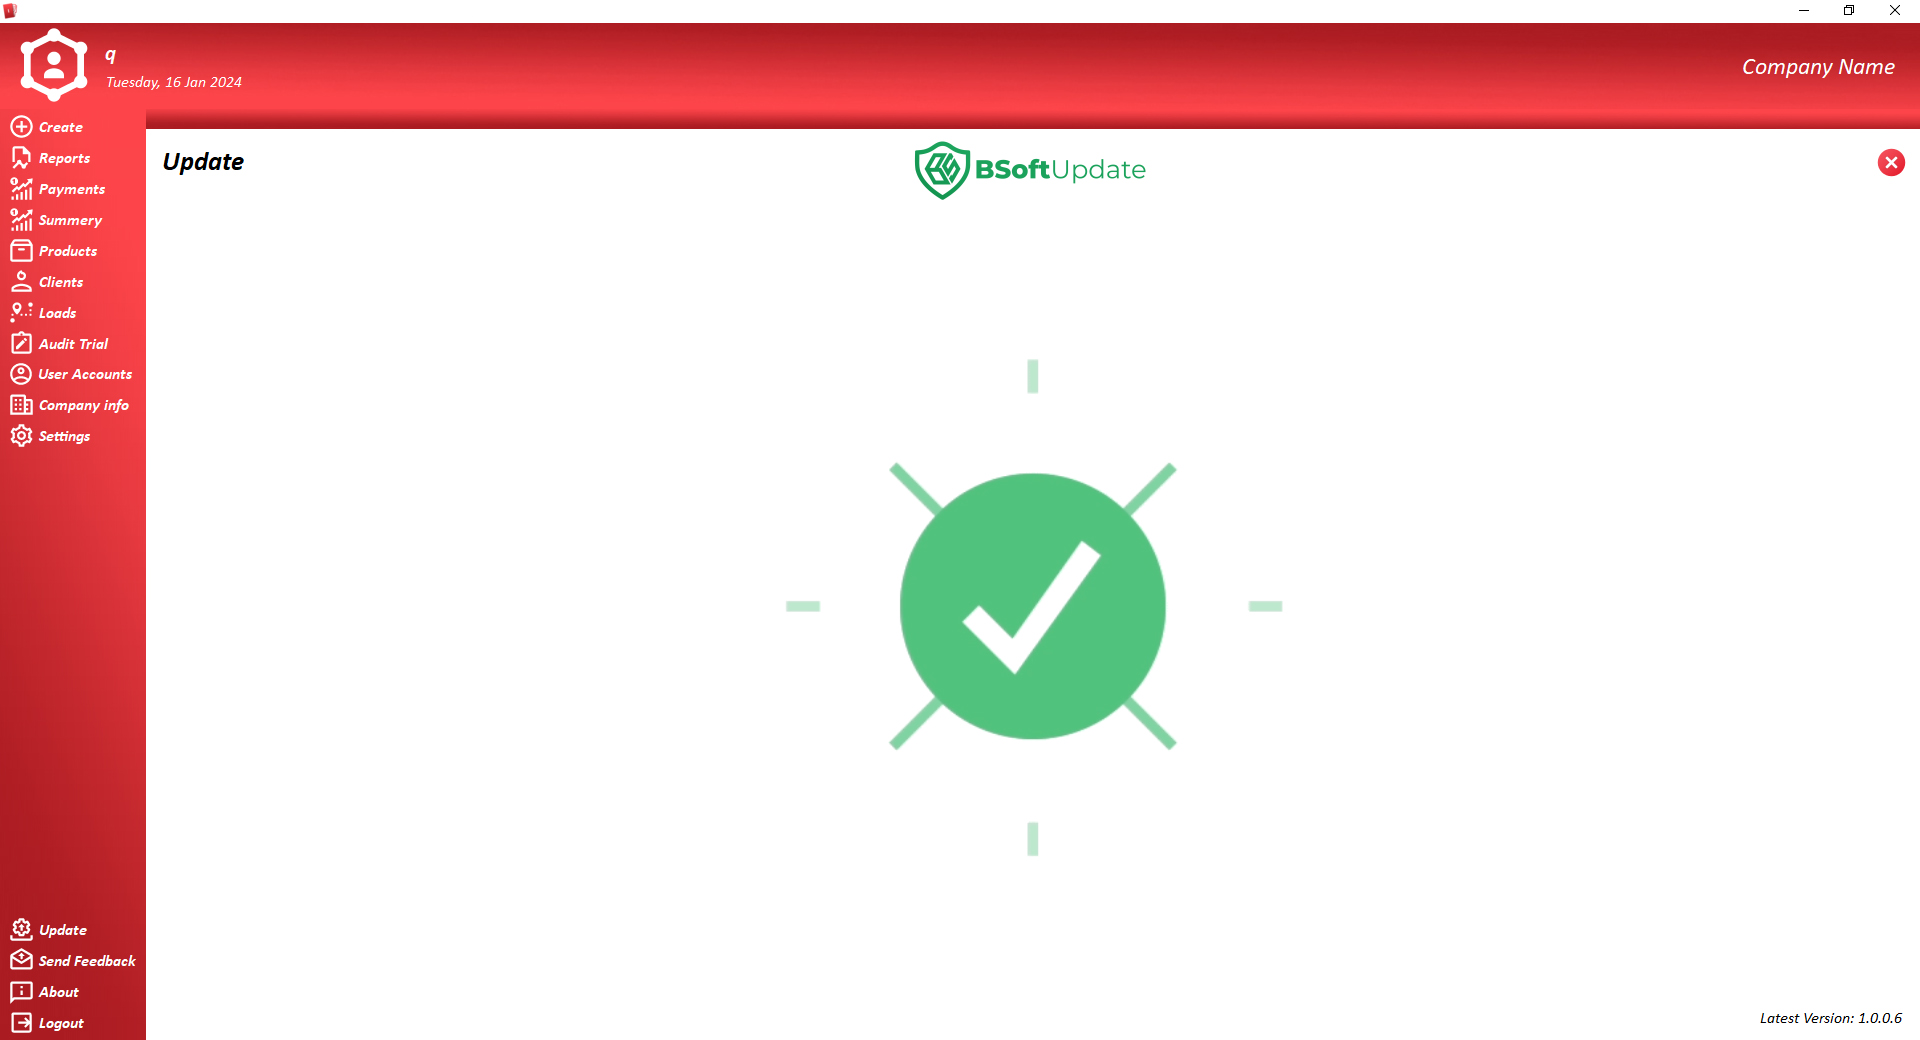 q
Tuesday, 16 Jan 2024
Company Name
Create
Reports
Payments
Summery
Products
Clients
Loads
Audit Trial
User Accounts
Company info
Settings
Update
Send Feedback
About
Logout
Update
BSoftUpdate
Latest Version: 1.0.0.6